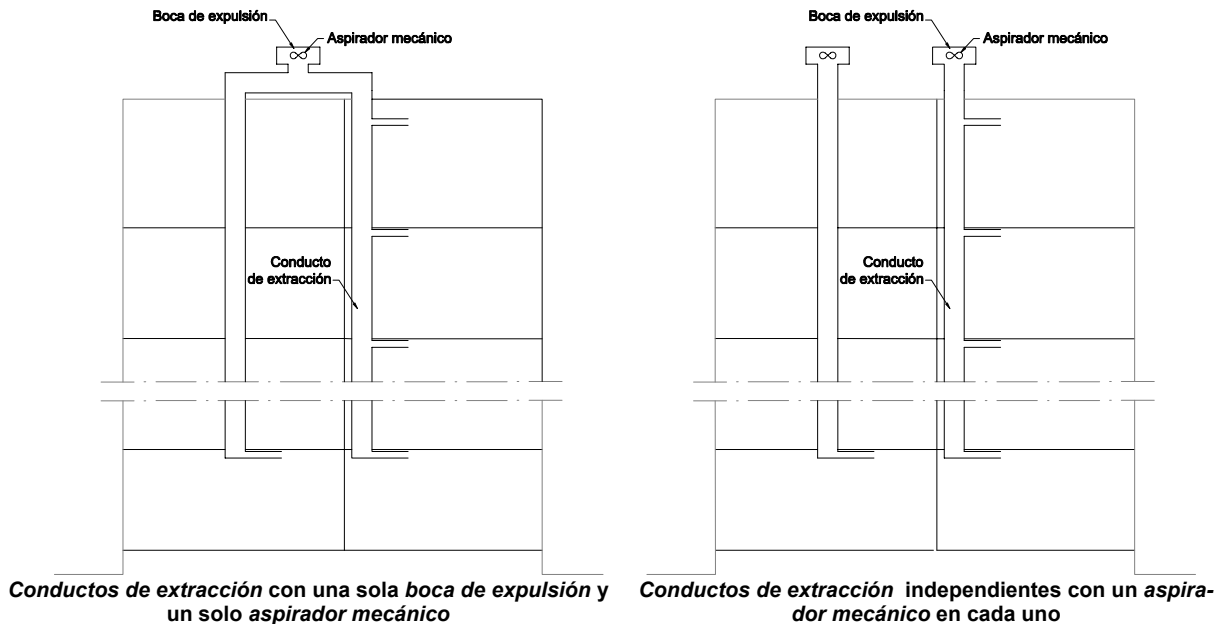 Boca de expulsión
Aspirador mecánico
Conducto
de extracción
Conductos de extracción con una sola boca de expulsión y
un solo aspirador mecánico
Boca de expulsión
Aspirador mecánico
Conducto
de extracción
Conductos de extracción independientes con un aspira-
dor mecánico en cada uno